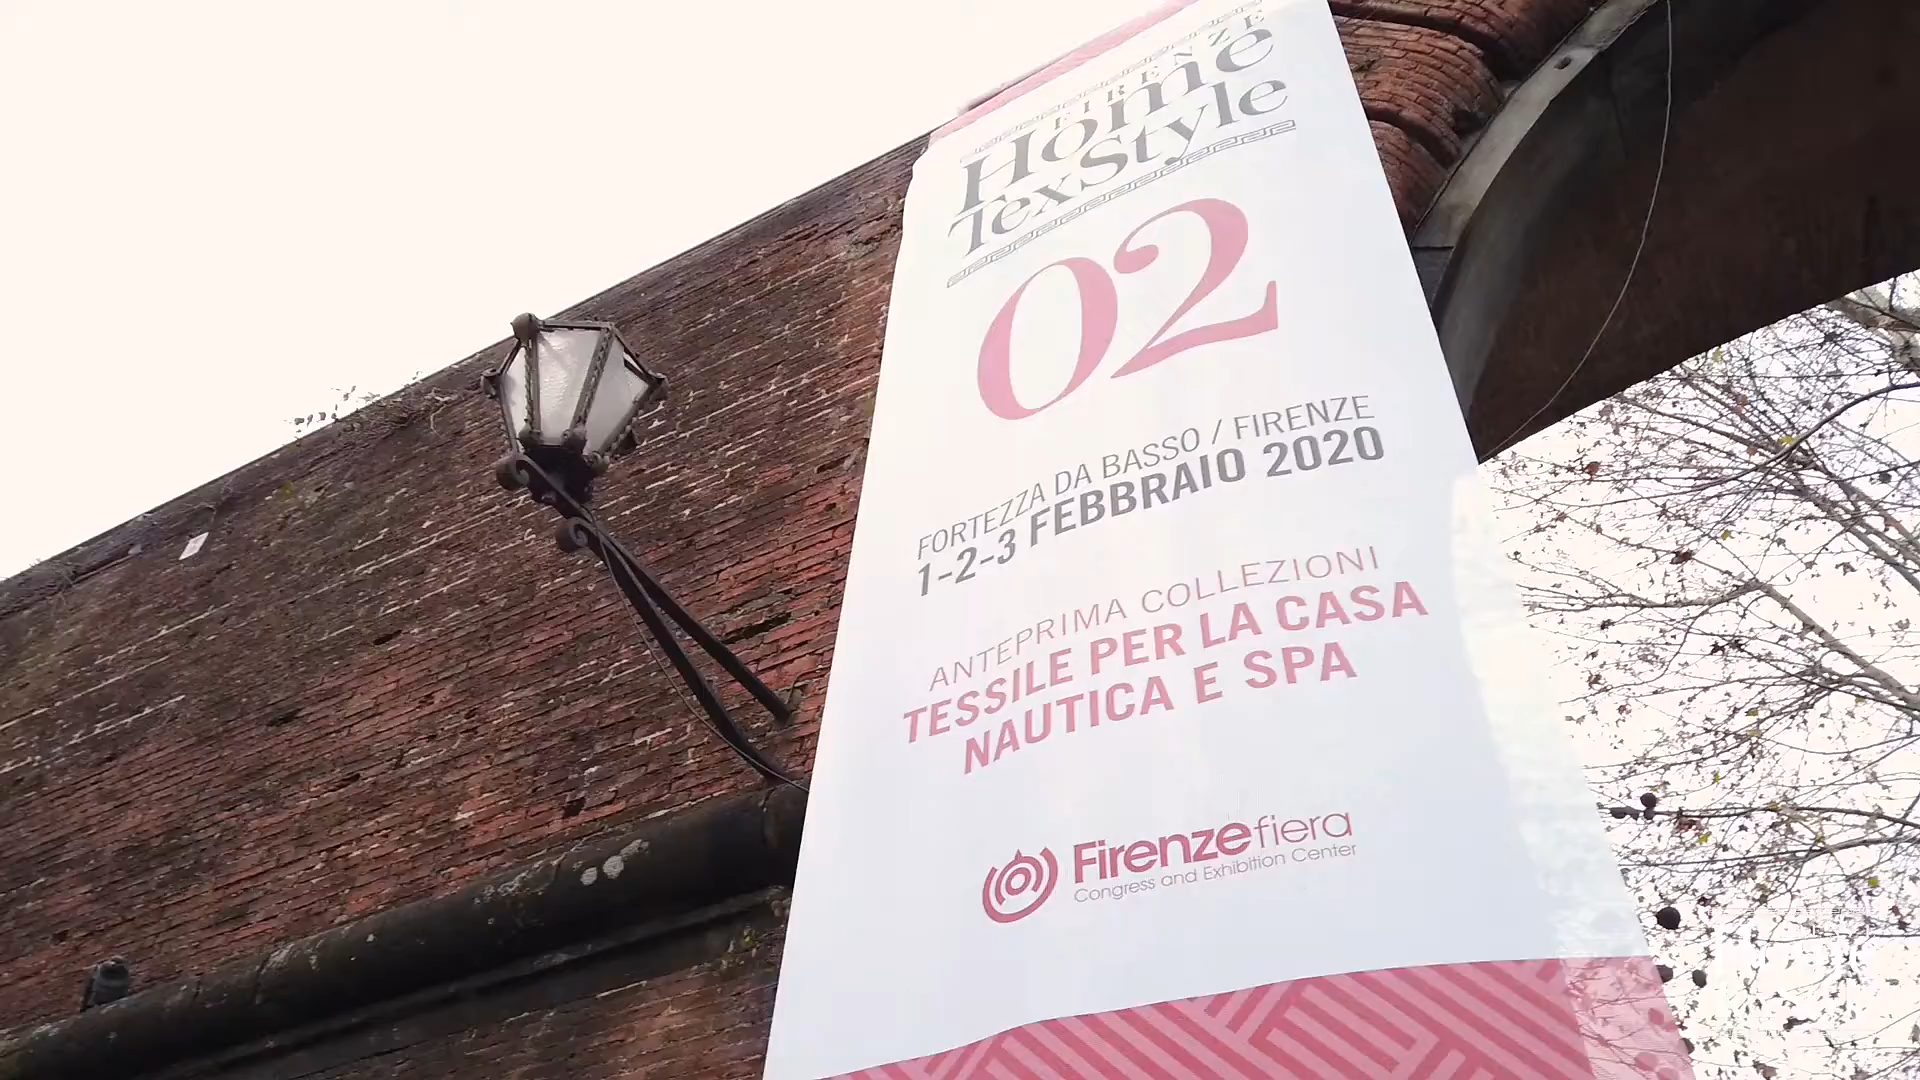 FIRENZE
Home
TexStyle
02
FORTEZZA DA BASSO / FIRENZE
1-2-3 FEBBRAIO 2020
ANTEPRIMA COLLEZIONI
TESSILE PER LA CASA
NAUTICA E SPA
Firenzefiera
Congress and Exhibition Center